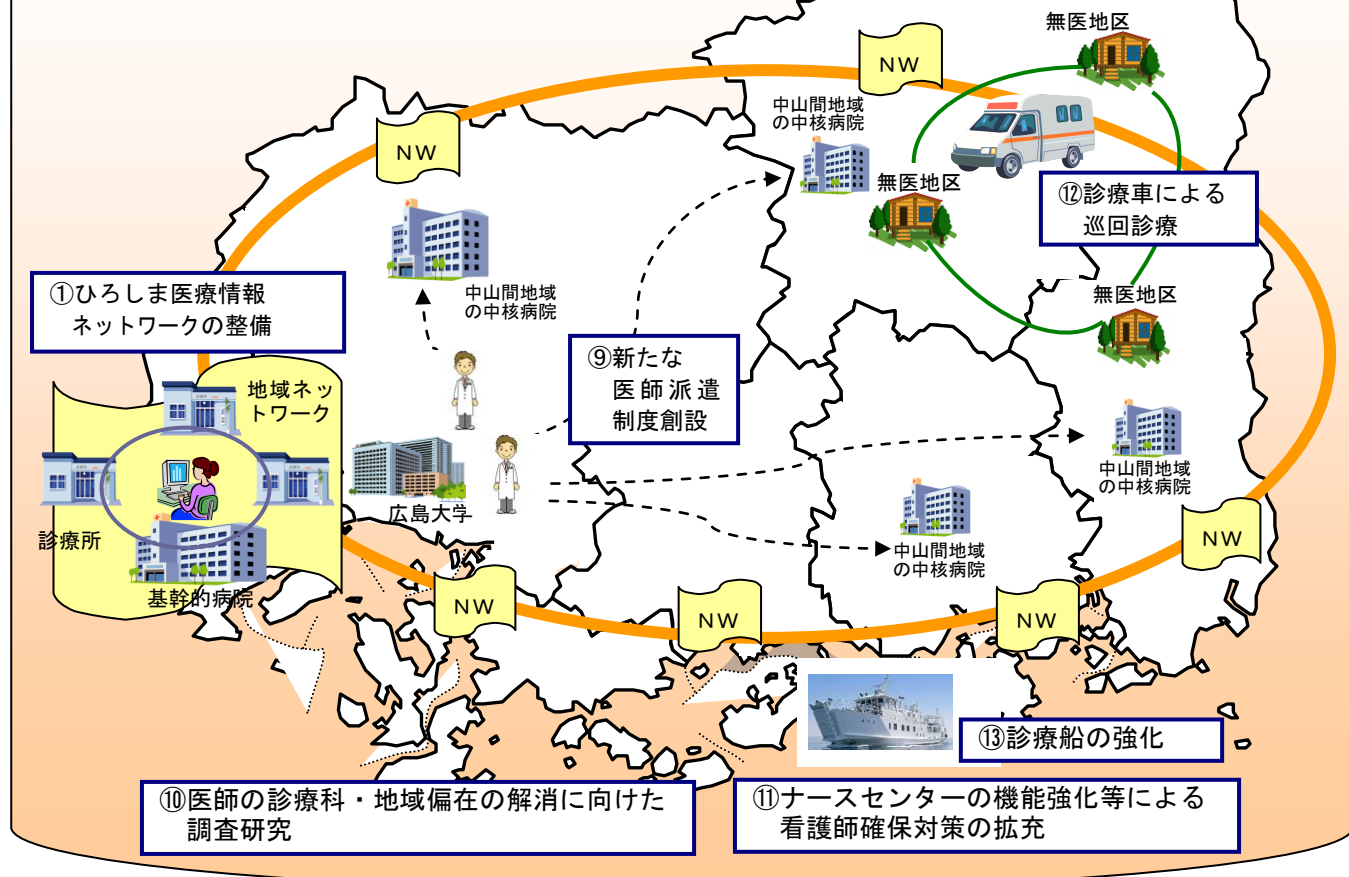 無医地区
NW
中山間地域
の中核病院
NW
無医地区
⑫診療車による
巡回診療
①ひろしま医療情報
ネットワークの整備
中山間地域
の中核病院
無医地区
⑨新たな
医師派遣
制度創設
地域ネッ
トワーク
中山間地域
の中核病院
広島大学
診療所
中山間地域
の中核病院
NW
基幹的病院
NW
NW
NW
⑬診療船の強化
⑩医師の診療科・地域偏在の解消に向けた
調査研究
⑪ナースセンターの機能強化等による
看護師確保対策の拡充